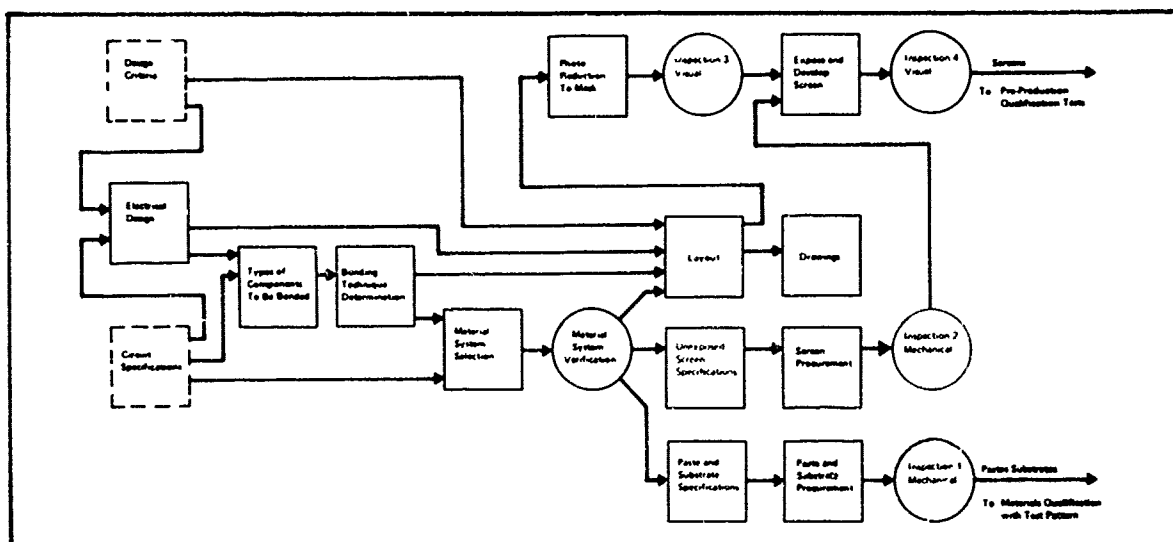 Design
Criteria
Photo
Reduction
To Mask
Inspection 3
Visual
Expose and
Develop
Screen
Inspection 4
Visual
Screens
To Pre-Production
Qualification Tests
Electrical
Design
Types of
Components
To Be Bonded
Bonding
Technique
Determination
Layout
Drawings
Circuit
Specifications
Material
System
Selection
Material
System
Verification
Unexposed
Screen
Specifications
Screen
Procurement
Inspection 2
Mechanical
Paste and
Substrate
Specifications
Paste and
Substrate
Procurement
Inspection 1
Mechanical
Pastes Substrates
To Materials Qualification
with Test Pattern